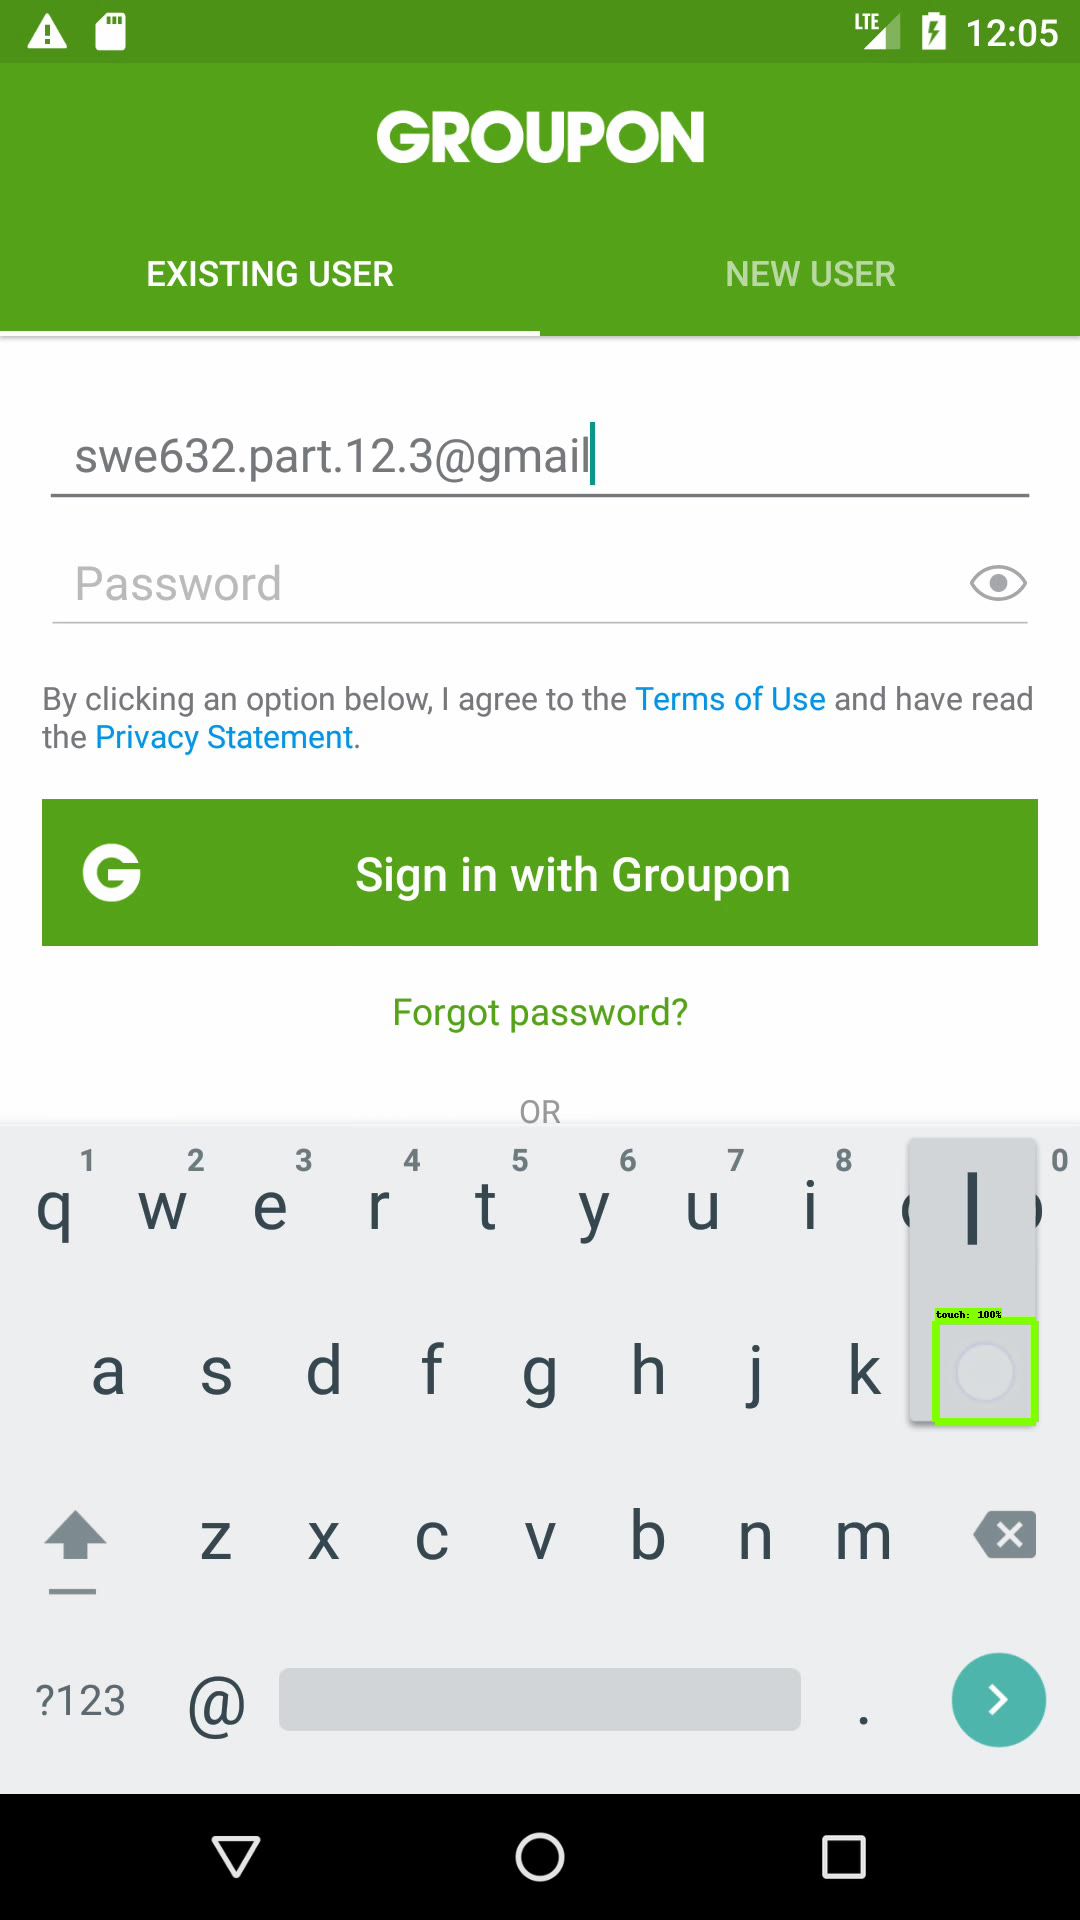 LTE 12:05
GROUPON
EXISTING USER NEW USER
swe632.part.12.3@gmail
Password
By clicking an option below, I agree to the Terms of Use and have read
the Privacy Statement.
G Sign in with Groupon
Forgot password?
OR
1 2 3 4 5 6 7 8 0
q w e r t y u i l
touch: 100%
a s d f g h j k
z x c v b n m
?123 @ .